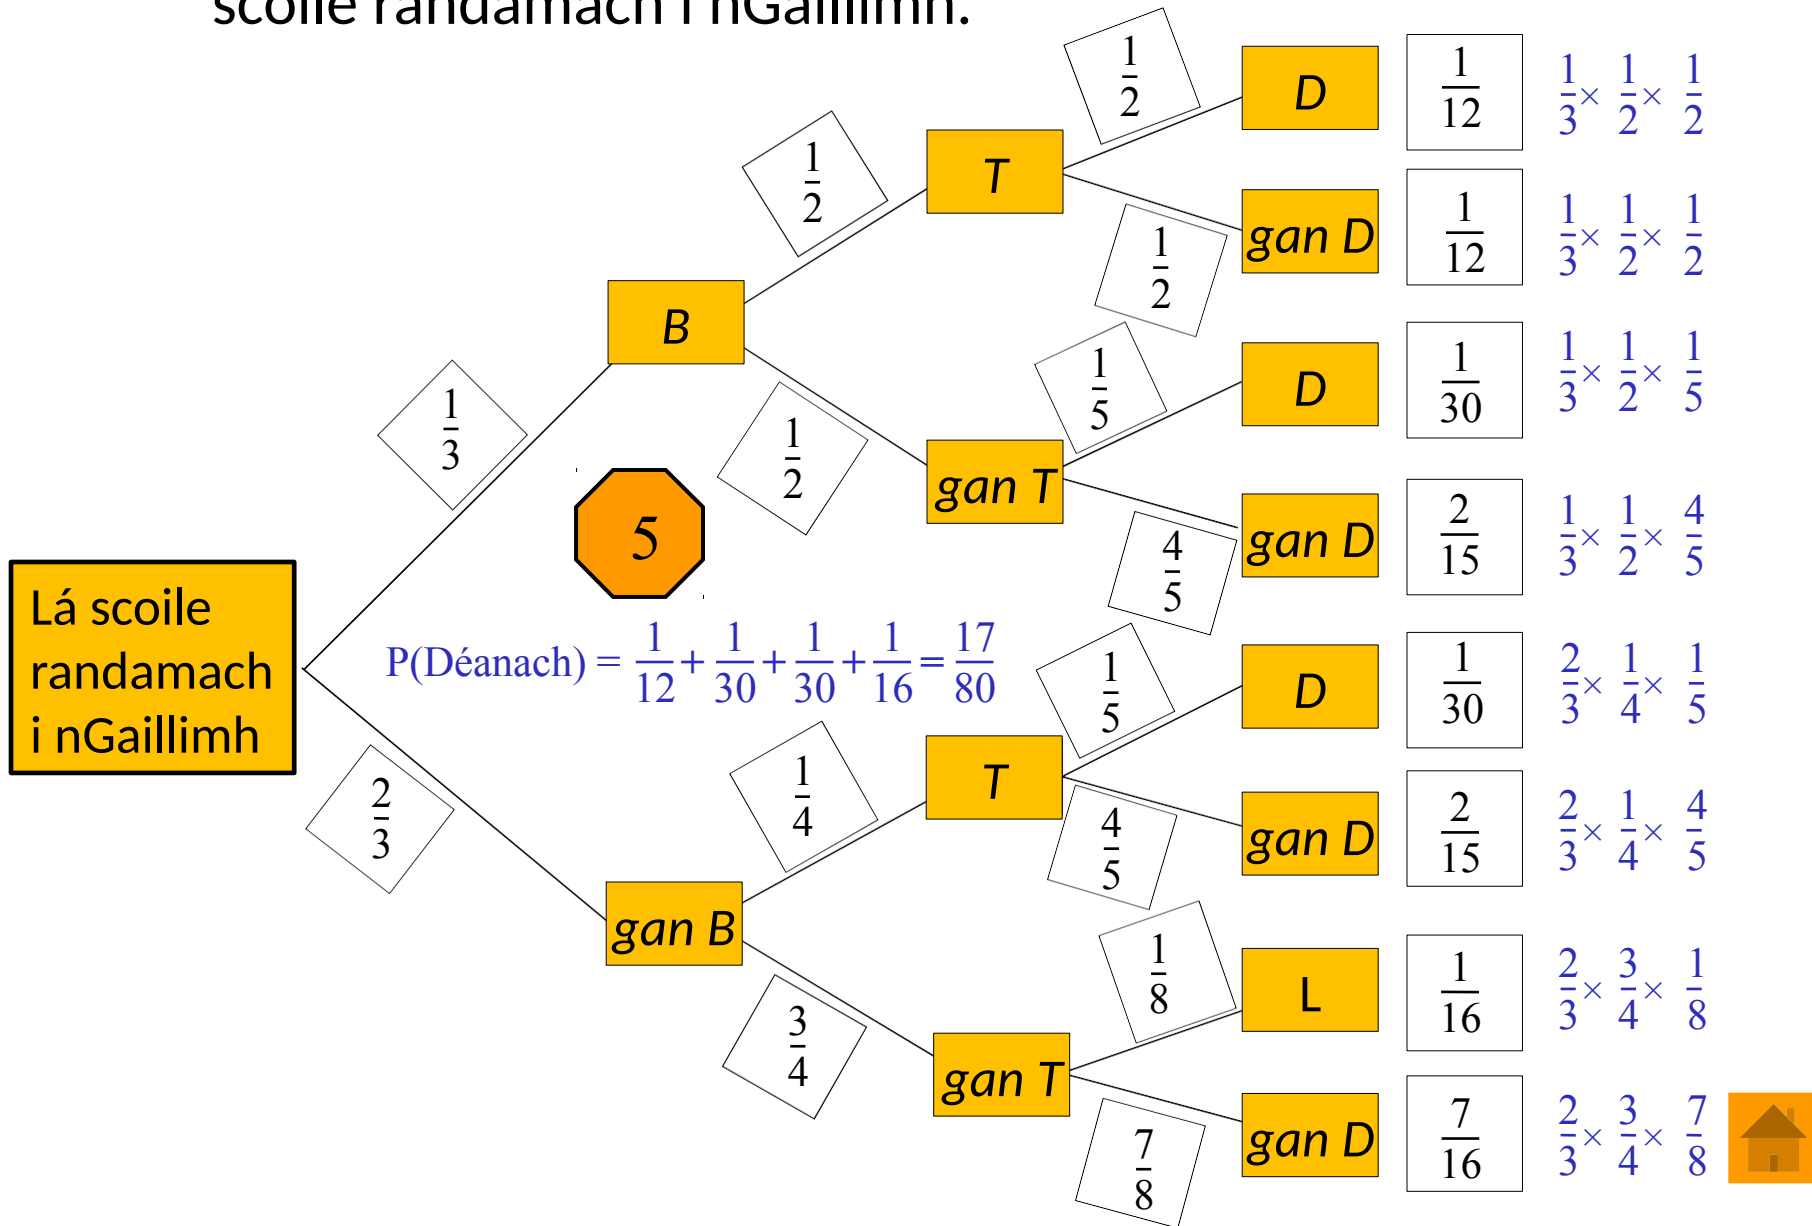 scoile randamach i nGaillimh.
1/2 D 1/12 1/3 × 1/2 × 1/2
1/2 T
1/2 gan D 1/12 1/3 × 1/2 × 1/2
B
1/5 D 1/30 1/3 × 1/2 × 1/5
1/3 1/2 gan T
5
4/5 gan D 2/15 1/3 × 1/2 × 4/5
Lá scoile
randamach
i nGaillimh
P(Déanach) = 1/12 + 1/30 + 1/30 + 1/16 = 17/80
1/5 D 1/30 2/3 × 1/4 × 1/5
2/3 1/4 T
4/5 gan D 2/15 2/3 × 1/4 × 4/5
gan B
1/8 L 1/16 2/3 × 3/4 × 1/8
3/4 gan T
7/8 gan D 7/16 2/3 × 3/4 × 7/8